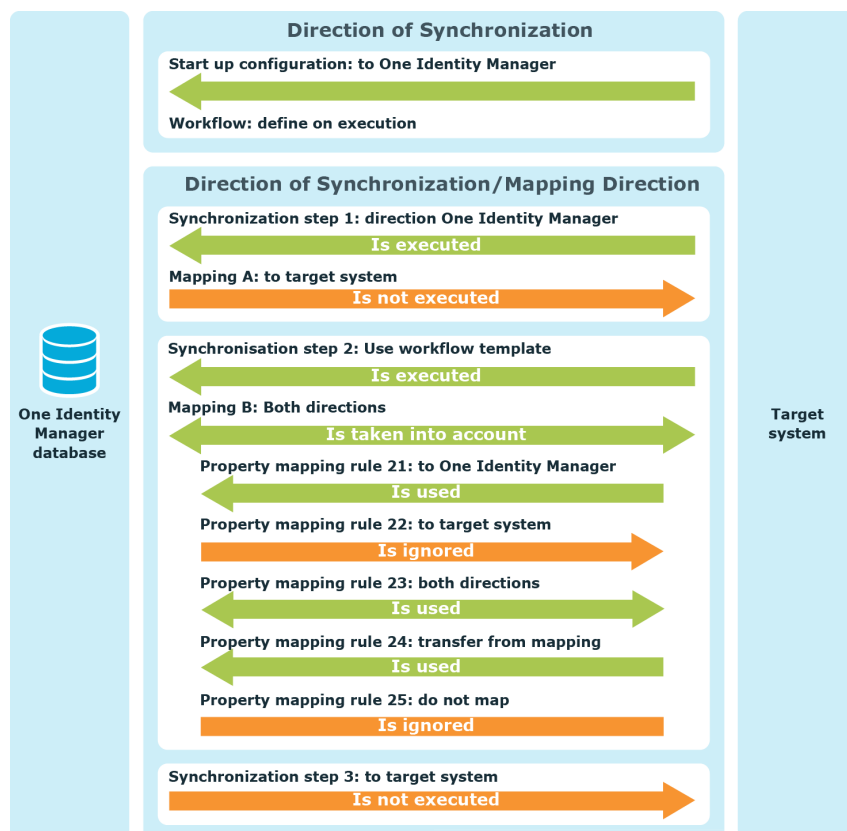 Direction of Synchronization
Start up configuration: to One Identity Manager
Workflow: define on execution
Direction of Synchronization/Mapping Direction
Synchronization step 1: direction One Identity Manager
Is executed
Mapping A: to target system
Is not executed
Synchronisation step 2: Use workflow template
Is executed
Mapping B: Both directions
Is taken into account
Property mapping rule 21: to One Identity Manager
Is used
Property mapping rule 22: to target system
Is ignored
Property mapping rule 23: both directions
Is used
Property mapping rule 24: transfer from mapping
Is used
Property mapping rule 25: do not map
Is ignored
Synchronization step 3: to target system
Is not executed
One Identity
Manager
database
Target
system